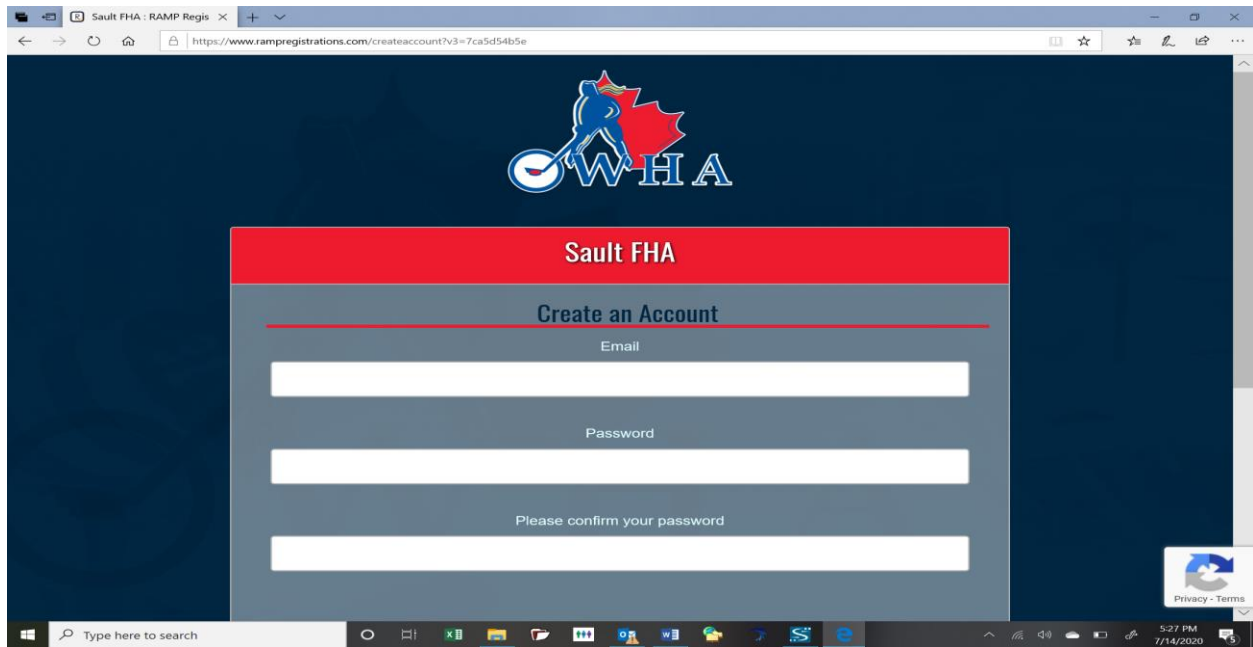 Sault FHA : RAMP Regis
https://www.rampregistrations.com/createaccount?v3=7ca5d54b5e
OWHA
Sault FHA
Create an Account
Email
Password
Please confirm your password
Privacy - Terms
Type here to search
5:27 PM
7/14/2020